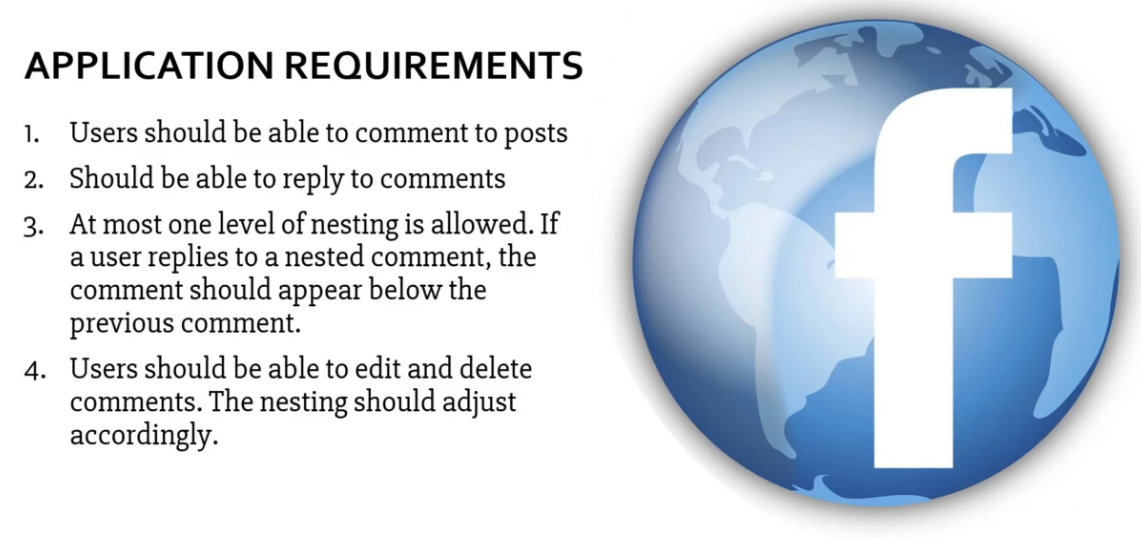 APPLICATION REQUIREMENTS
1. Users should be able to comment to posts
2. Should be able to reply to comments
3. At most one level of nesting is allowed. If
a user replies to a nested comment, the
comment should appear below the
previous comment.
4. Users should be able to edit and delete
comments. The nesting should adjust
accordingly.
f